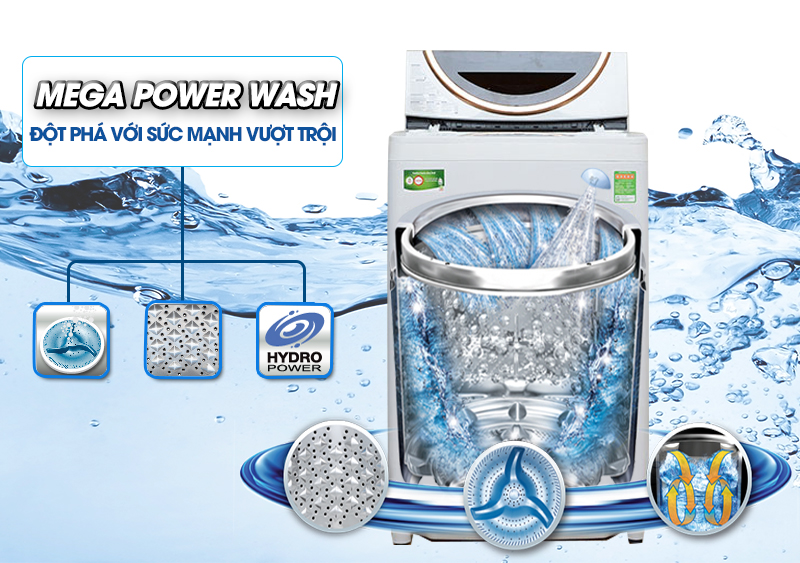 MEGA POWER WASH
ĐỘT PHÁ VỚI SỨC MẠNH VƯỢT TRỘI
HYDRO
POWER